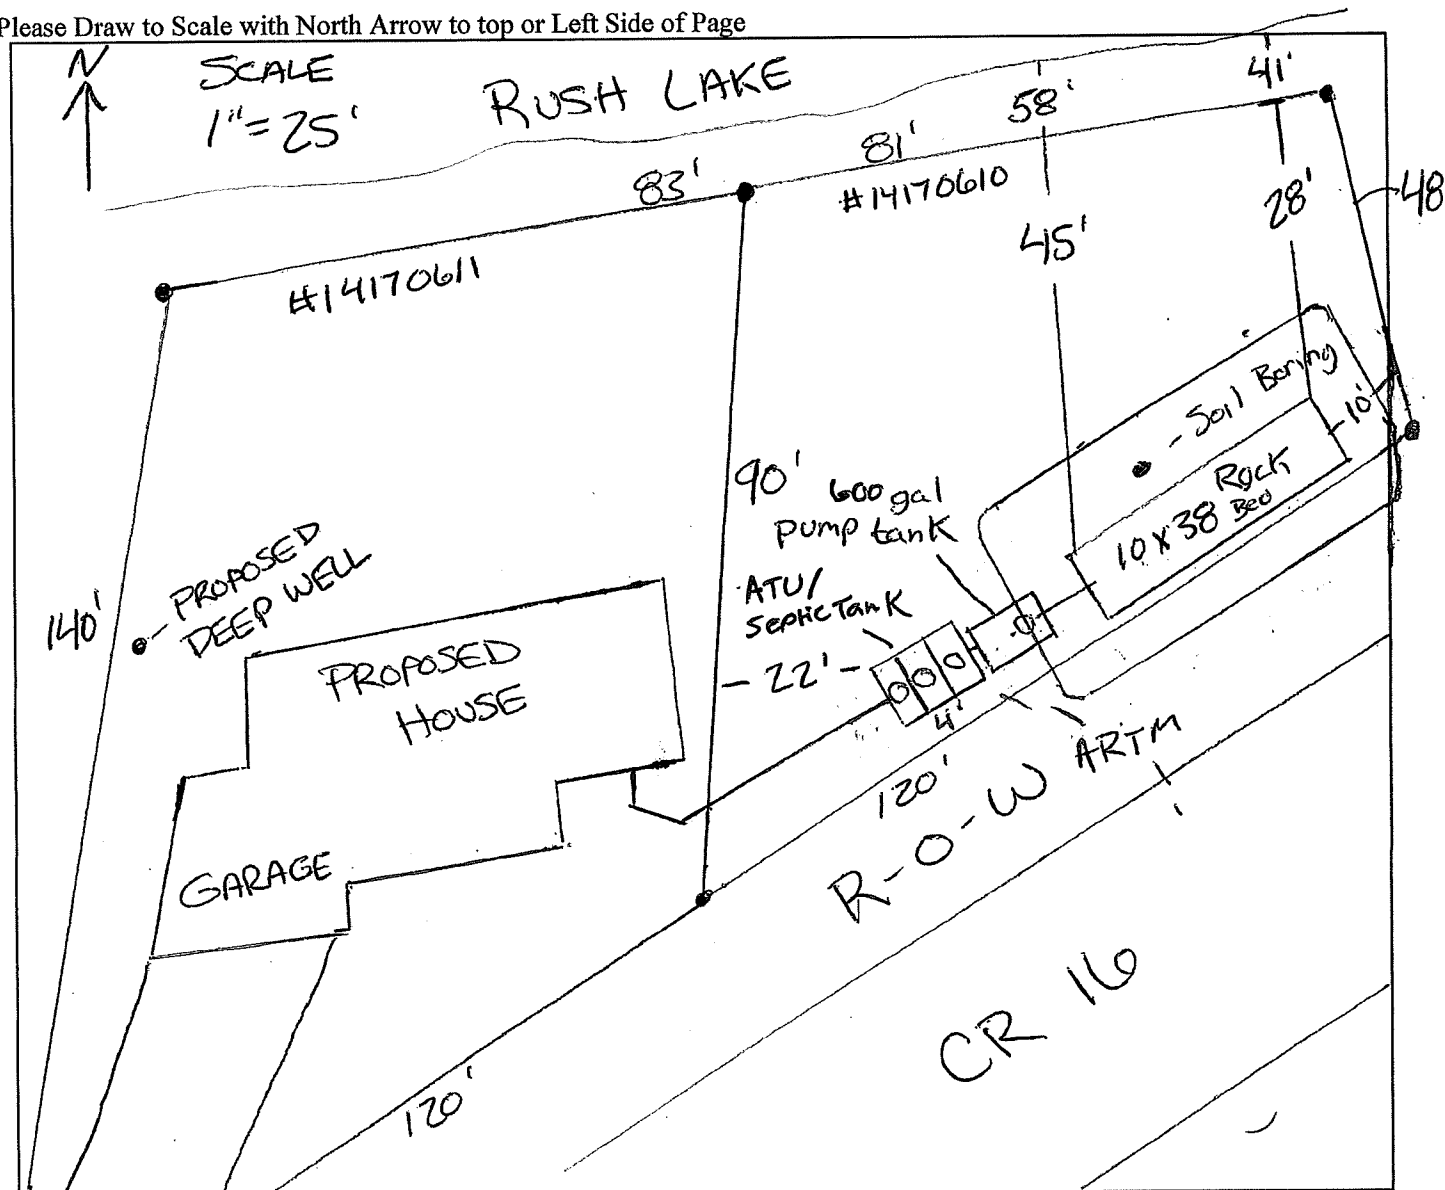 Please Draw to Scale with North Arrow to top or Left Side of Page
N
SCALE
1"=25'
RUSH LAKE
41'
58'
81'
83'
#14170610
#14170611
28'
48
45'
Soil Boring
10'
90'
600 gal
Pump tank
Rock
Bed
10 x 38
ATU/
Septic Tank
PROPOSED
DEEP WELL
140'
PROPOSED
HOUSE
22'
4'
120'
ARTM
R-O-W
GARAGE
CR 16
120'